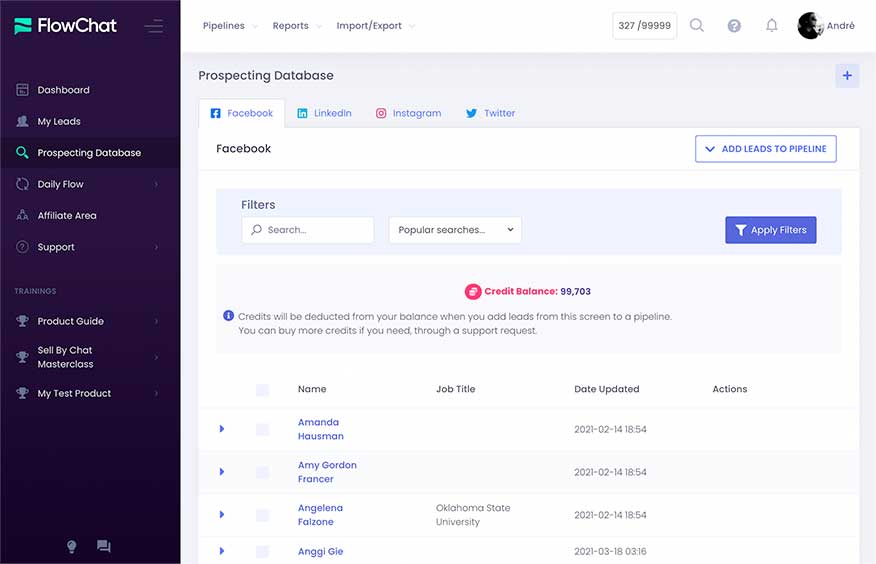 FlowChat
Pipelines
Reports
Import/Export
327 /99999
André
Dashboard
My Leads
Prospecting Database
Daily Flow
Affiliate Area
Support
TRAININGS
Product Guide
Sell By Chat
Masterclass
My Test Product
Prospecting Database
Facebook
LinkedIn
Instagram
Twitter
Facebook
ADD LEADS TO PIPELINE
Filters
Search...
Popular searches...
Apply Filters
Credit Balance: 99,703
Credits will be deducted from your balance when you add leads from this screen to a pipeline.
You can buy more credits if you need, through a support request.
Name Job Title Date Updated Actions
Amanda
Hausman
2021-02-14 18:54
Amy Gordon
Francer
2021-02-14 18:54
Angelena
Falzone
Oklahoma State
University
2021-02-14 18:54
Anggi Gie
2021-03-18 03:16